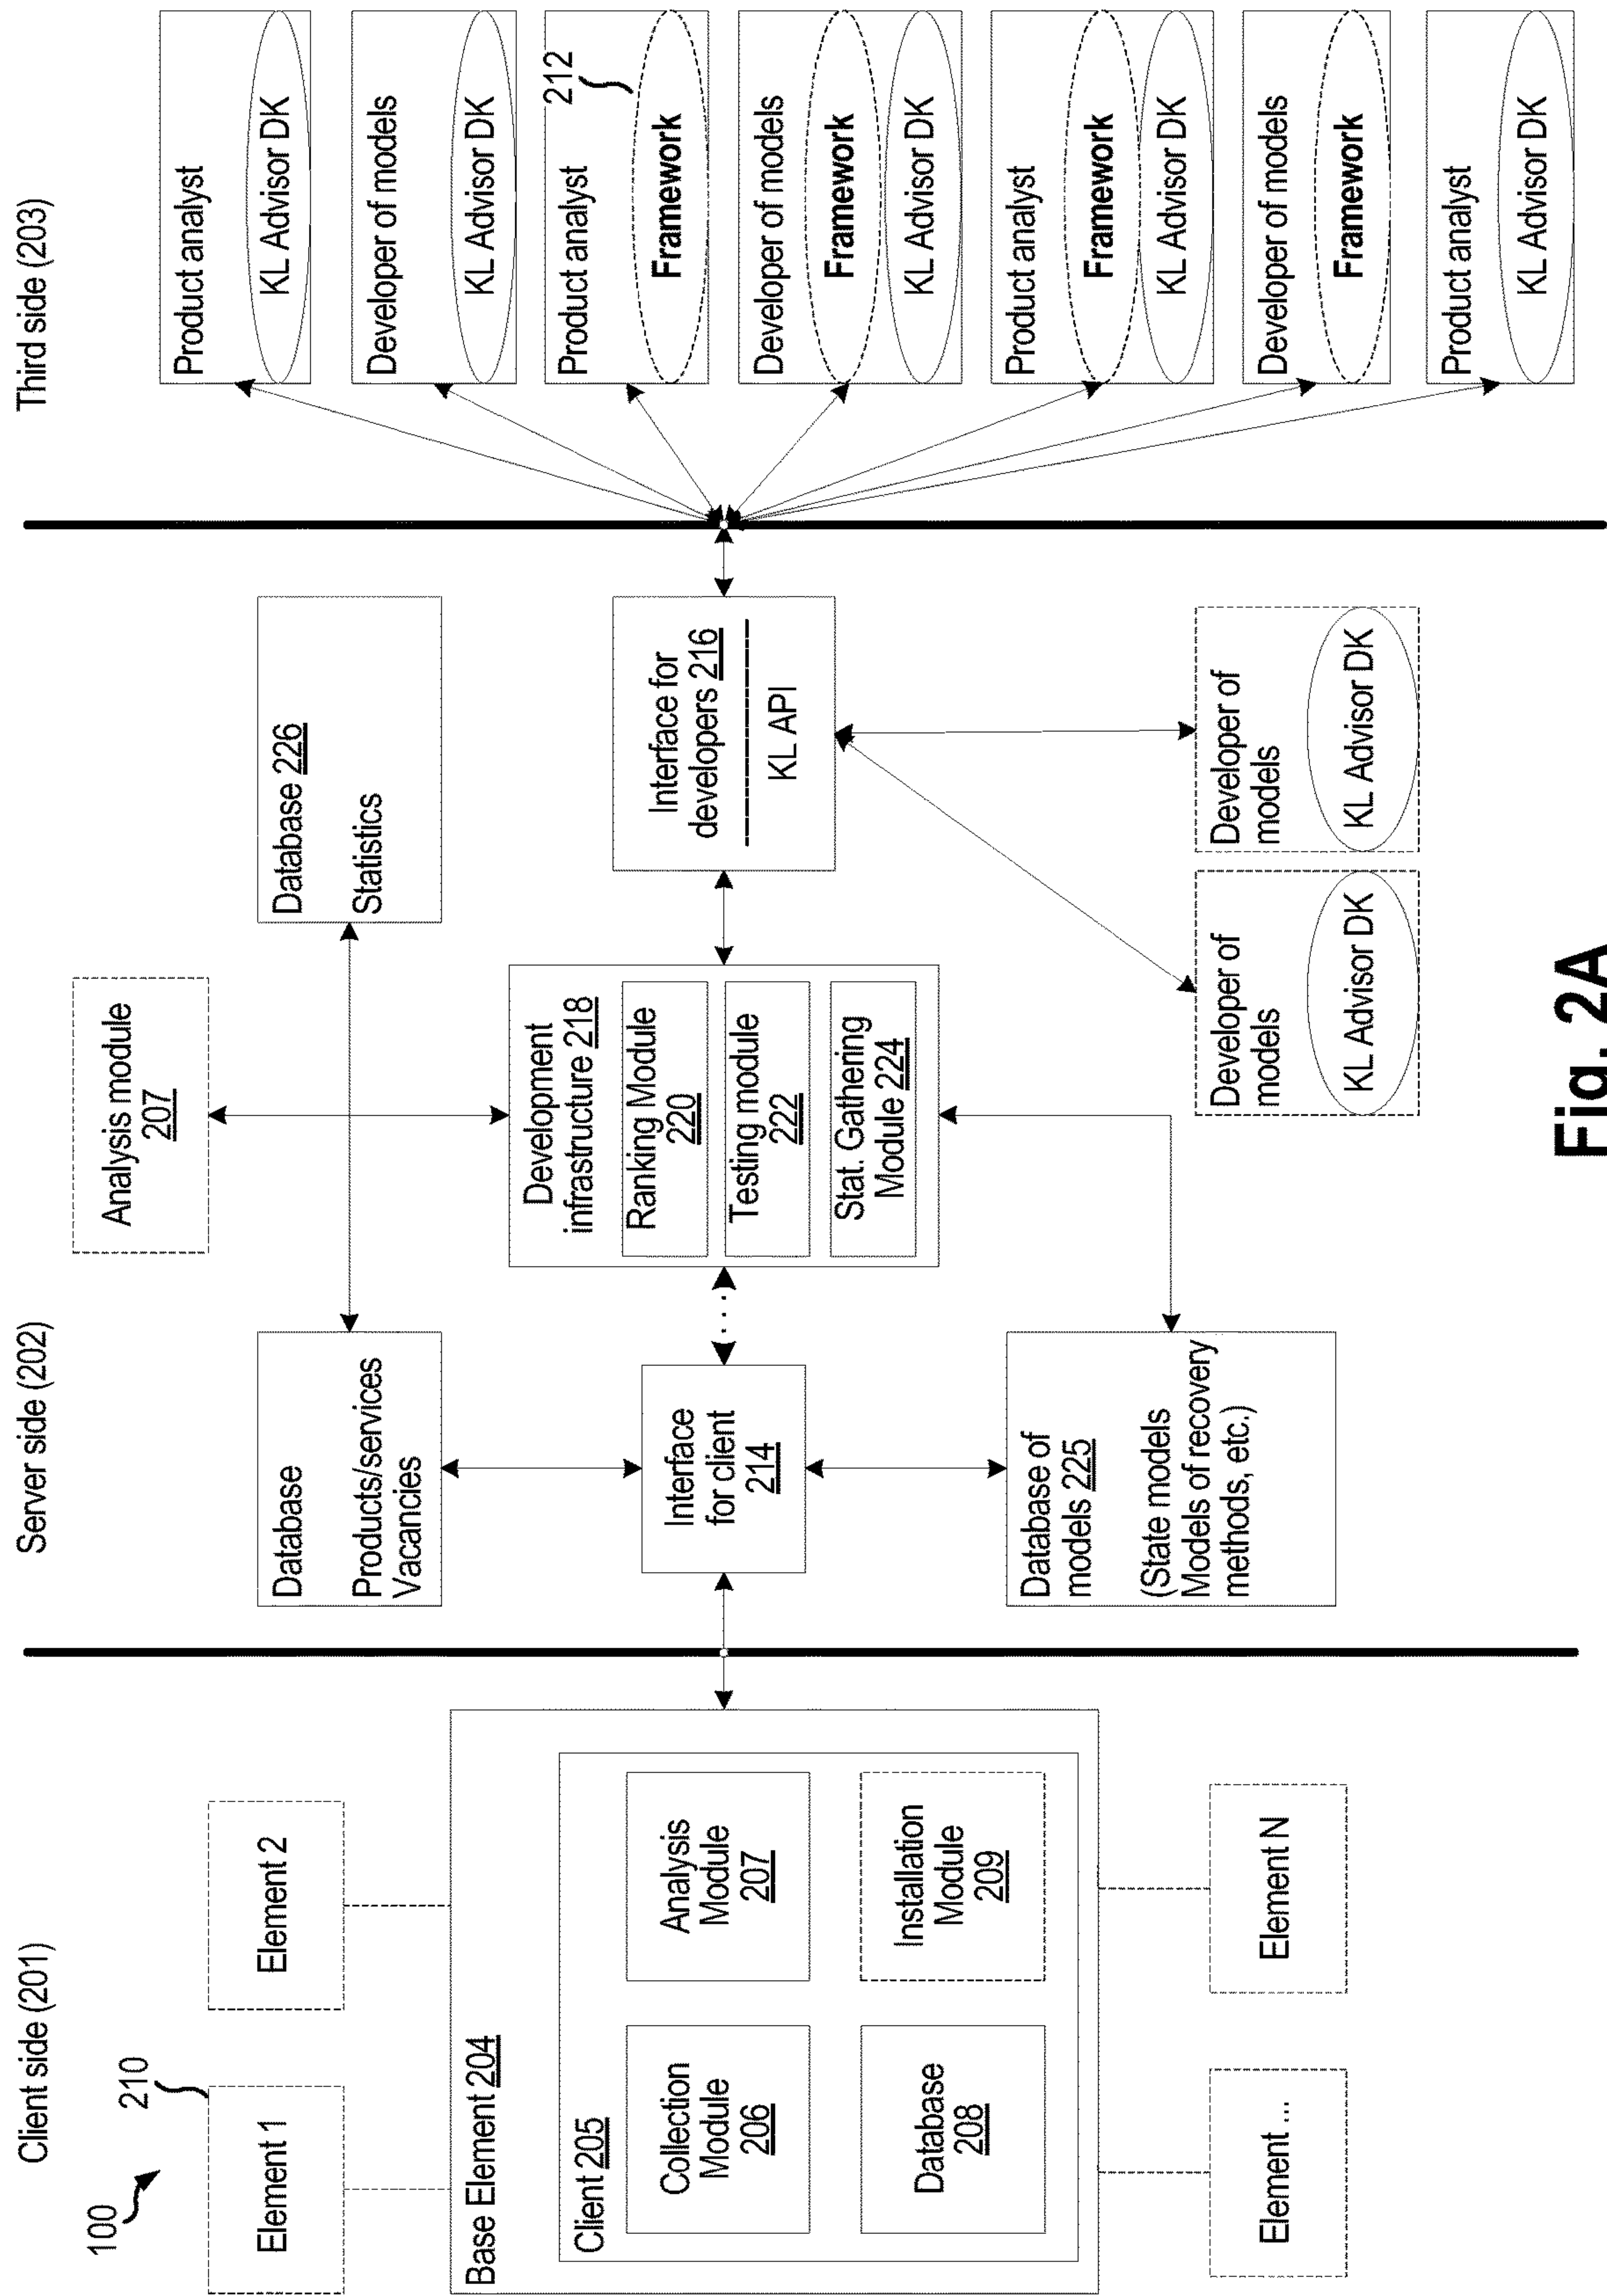 Client side (201)
Server side (202)
Third side (203)
100
210
Element 1
Element 2
Base Element 204
Client 205
Collection
Module
206
Analysis
Module
207
Database
208
Installation
Module
209
Element ...
Element N
Analysis module
207
Database
Products/services
Vacancies
Database 226
Statistics
Interface
for client
214
Development
infrastructure 218
Ranking Module
220
Testing module
222
Stat. Gathering
Module 224
Interface for
developers 216
KL API
Database of
models 225
(State models
Models of recovery
methods, etc.)
Developer of
models
KL Advisor DK
Developer of
models
KL Advisor DK
Product analyst
KL Advisor DK
Developer of models
KL Advisor DK
212
Product analyst
Framework
Developer of models
Framework
KL Advisor DK
Product analyst
Framework
KL Advisor DK
Developer of models
Framework
Product analyst
KL Advisor DK
Fig. 2A